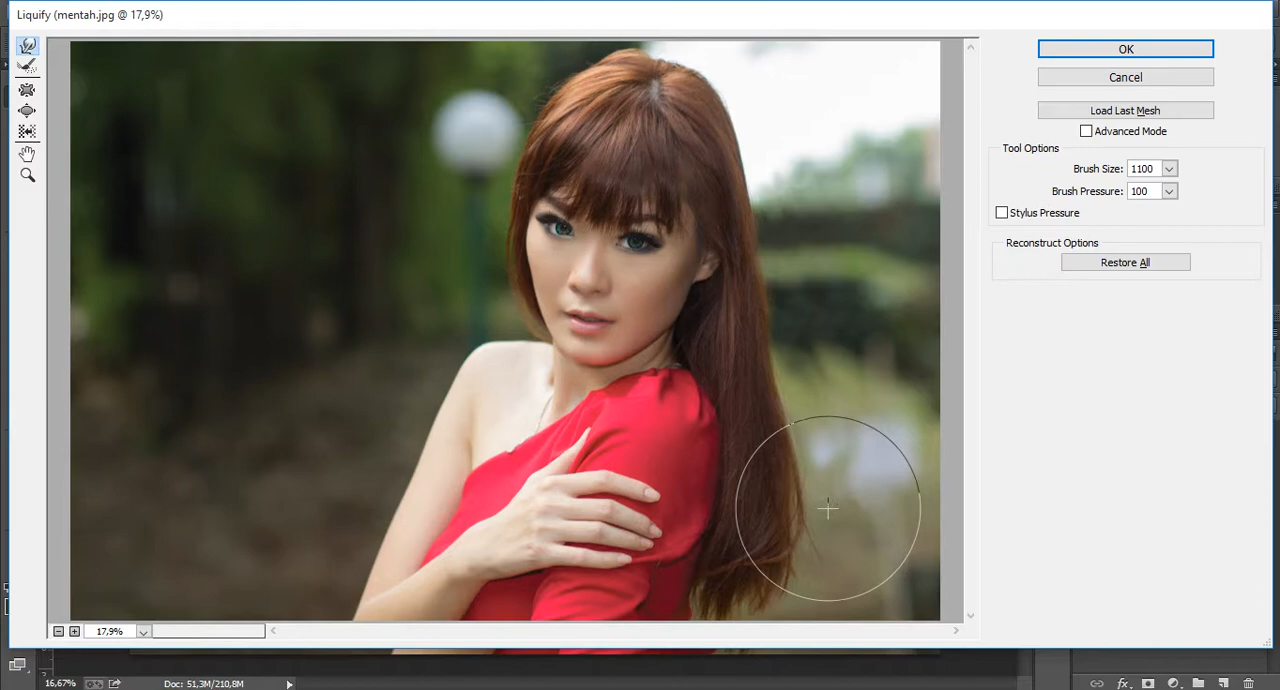 Liquify (mentah.jpg @ 17,9%)
OK
Cancel
Load Last Mesh
Advanced Mode
Tool Options
Brush Size: 1100
Brush Pressure: 100
Stylus Pressure
Reconstruct Options
Restore All
17,9%
16,67%
Doc: 51,3M/210,8M
fx